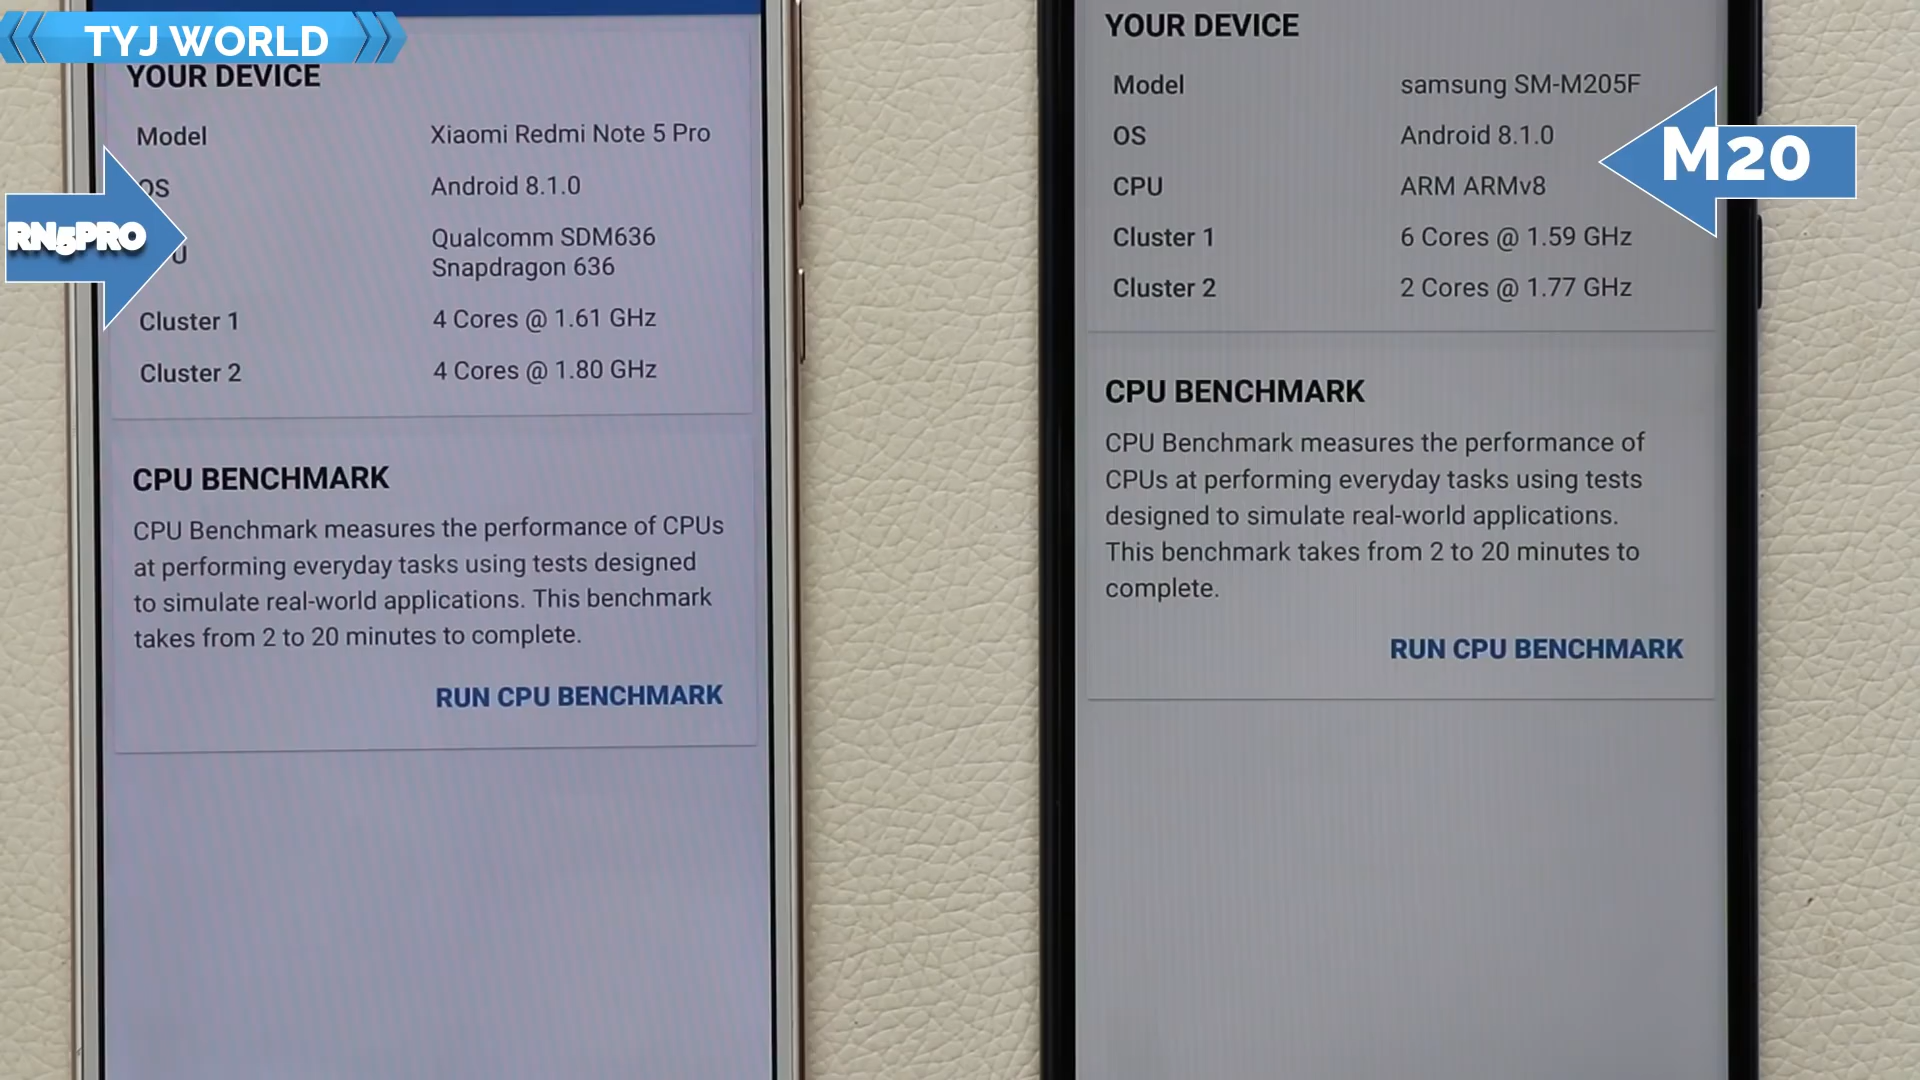 TYJ WORLD
YOUR DEVICE
Model Xiaomi Redmi Note 5 Pro
OS Android 8.1.0
RN5PRO
U Qualcomm SDM636
Snapdragon 636
Cluster 1 4 Cores @ 1.61 GHz
Cluster 2 4 Cores @ 1.80 GHz
CPU BENCHMARK
CPU Benchmark measures the performance of CPUs
at performing everyday tasks using tests designed
to simulate real-world applications. This benchmark
takes from 2 to 20 minutes to complete.
RUN CPU BENCHMARK
YOUR DEVICE
Model samsung SM-M205F
OS Android 8.1.0
M20
CPU ARM ARMv8
Cluster 1 6 Cores @ 1.59 GHz
Cluster 2 2 Cores @ 1.77 GHz
CPU BENCHMARK
CPU Benchmark measures the performance of
CPUs at performing everyday tasks using tests
designed to simulate real-world applications.
This benchmark takes from 2 to 20 minutes to
complete.
RUN CPU BENCHMARK